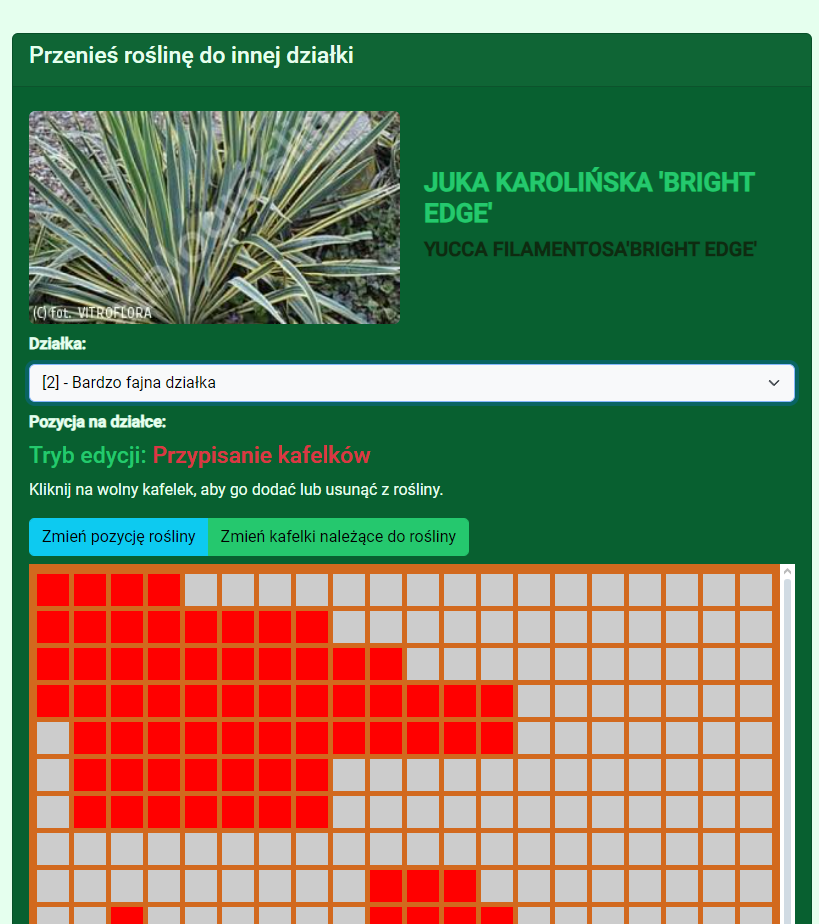 Przenieś roślinę do innej działki
(C) fot. VITROFLORA
JUKA KAROLIŃSKA 'BRIGHT
EDGE'
YUCCA FILAMENTOSA'BRIGHT EDGE'
Działka:
[2] - Bardzo fajna działka
Pozycja na działce:
Tryb edycji: Przypisanie kafelków
Kliknij na wolny kafelek, aby go dodać lub usunąć z rośliny.
Zmień pozycję rośliny
Zmień kafelki należące do rośliny